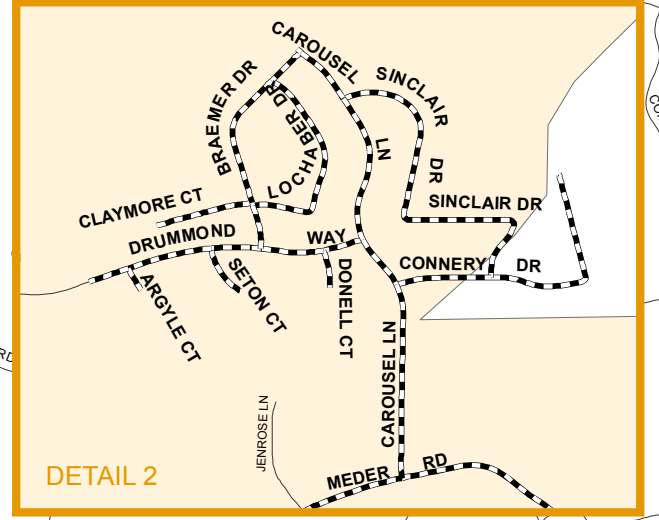 CAROUSEL
LN
SINCLAIR
DR
BRAEMER DR
LOCHABER DR
CLAYMORE CT
SINCLAIR DR
DRUMMOND
WAY
CONNERY
DR
ARGYLE CT
SETON CT
DONELL CT
CAROUSEL LN
JENROSE LN
MEDER
RD
DETAIL 2